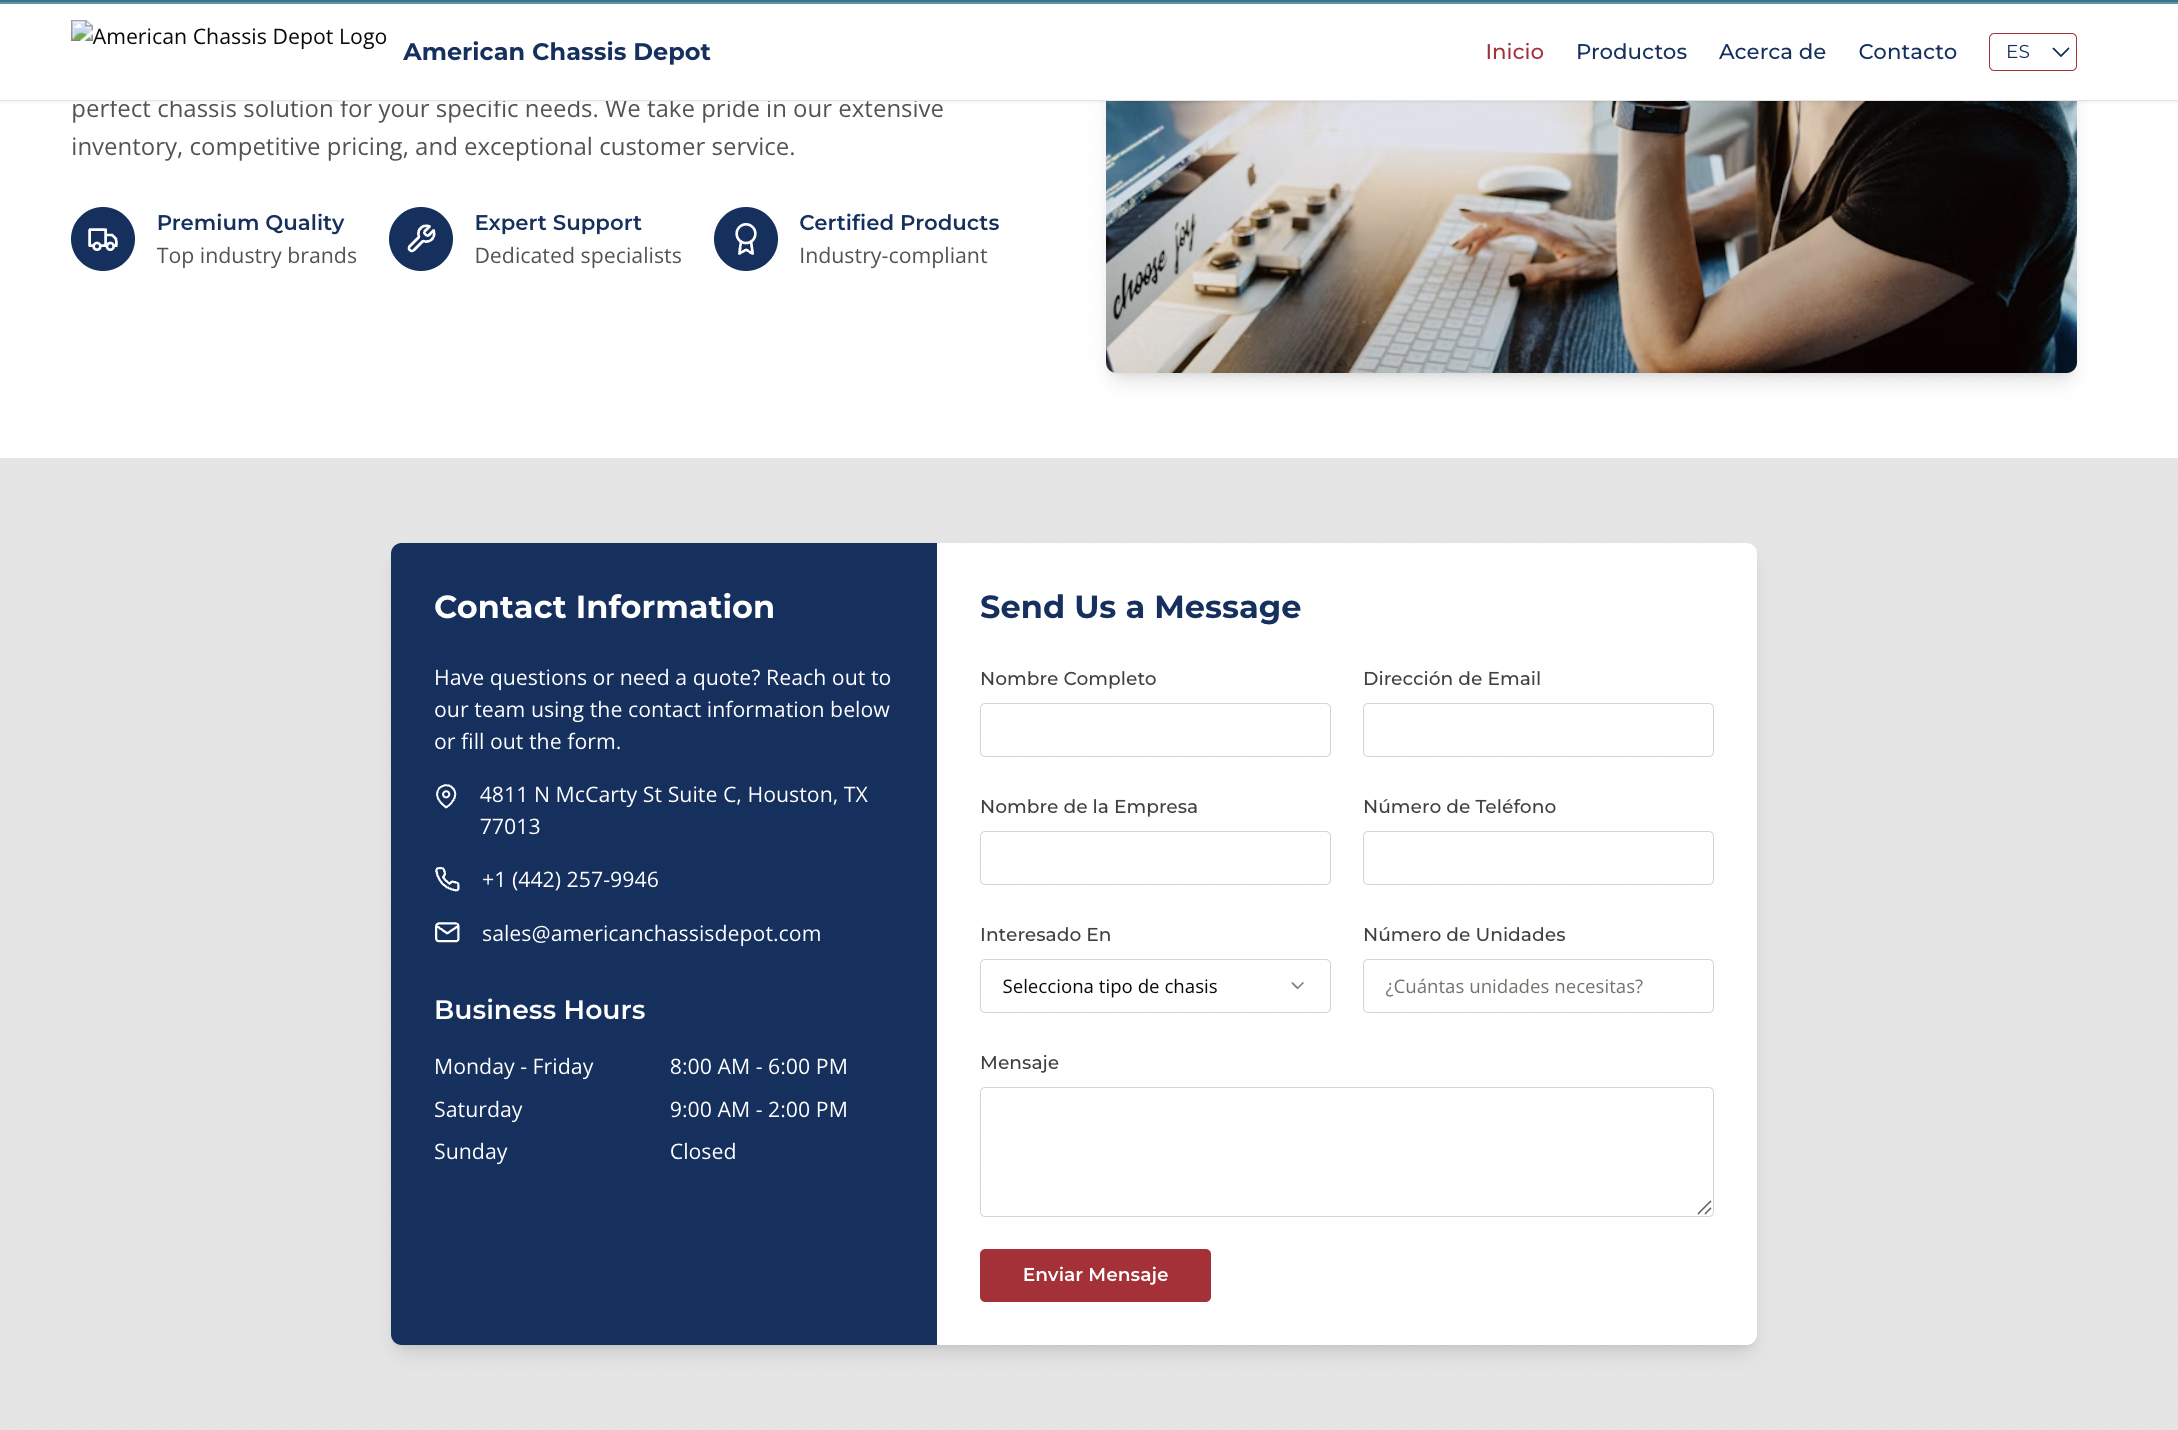 American Chassis Depot Logo
American Chassis Depot
Inicio
Productos
Acerca de
Contacto
ES
perfect chassis solution for your specific needs. We take pride in our extensive
inventory, competitive pricing, and exceptional customer service.
Premium Quality
Top industry brands
Expert Support
Dedicated specialists
Certified Products
Industry-compliant
choose joy
Contact Information
Have questions or need a quote? Reach out to
our team using the contact information below
or fill out the form.
4811 N McCarty St Suite C, Houston, TX
77013
+1 (442) 257-9946
sales@americanchassisdepot.com
Business Hours
Monday - Friday 8:00 AM - 6:00 PM
Saturday 9:00 AM - 2:00 PM
Sunday Closed
Send Us a Message
Nombre Completo
Dirección de Email
Nombre de la Empresa
Número de Teléfono
Interesado En
Selecciona tipo de chasis
Número de Unidades
¿Cuántas unidades necesitas?
Mensaje
Enviar Mensaje